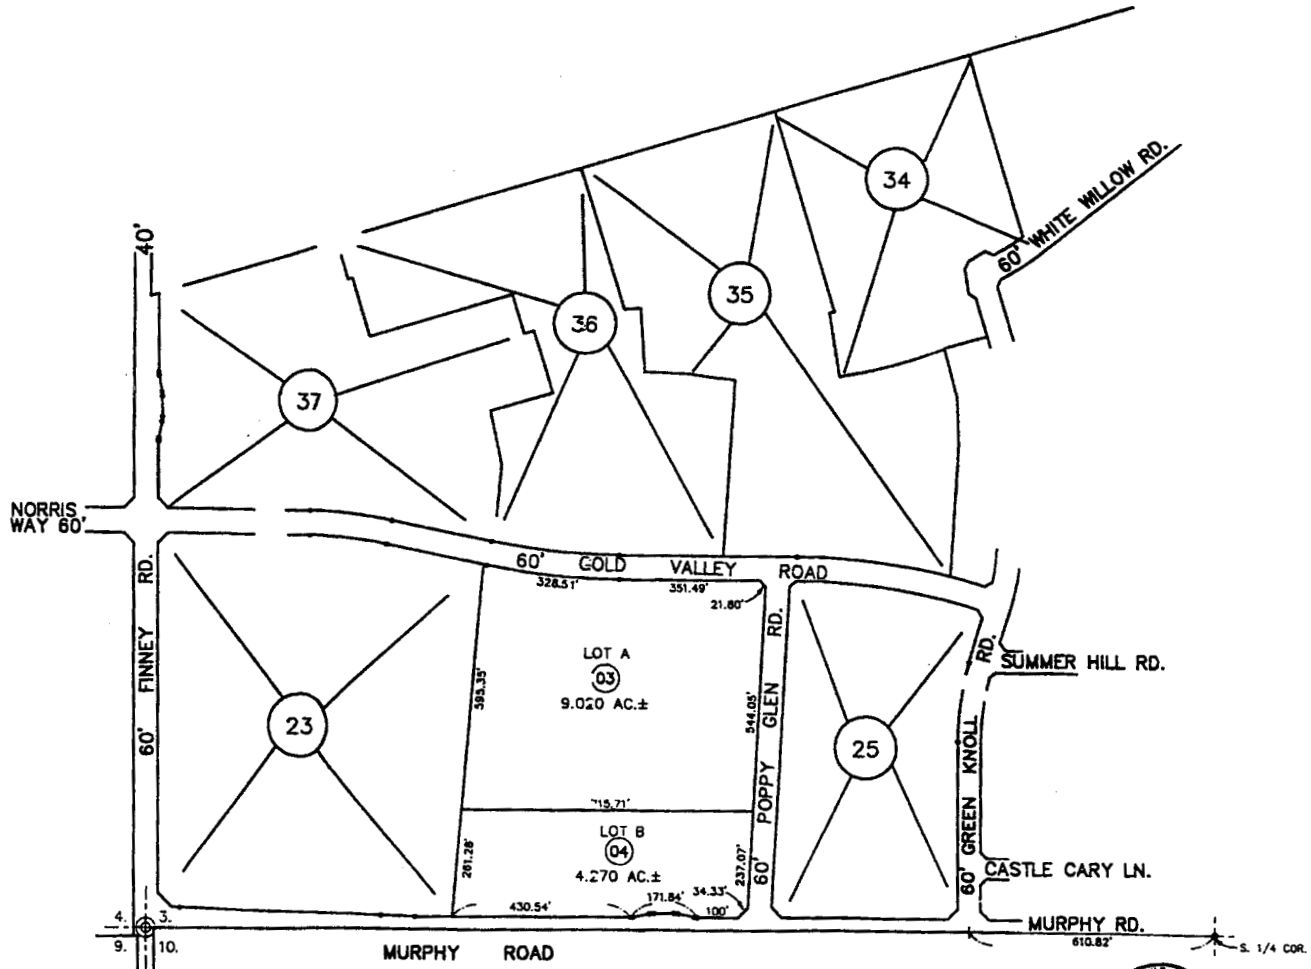 40'
34
60' WHITE WILLOW RD.
35
36
37
NORRIS
WAY 60'
60' GOLD VALLEY ROAD
328.51'
351.49'
21.80'
60' FINNEY RD.
LOT A
03
9.020 AC.±
595.35'
544.05'
60' POPPY GLEN RD.
RD.
SUMMER HILL RD.
23
25
60' GREEN KNOLL
15.71'
LOT B
04
4.270 AC.±
261.28'
237.07'
34.33'
171.84'
430.54'
100'
CASTLE CARY LN.
4. 3.
9. 10.
MURPHY ROAD
MURPHY RD.
610.82'
S. 1/4 COR.